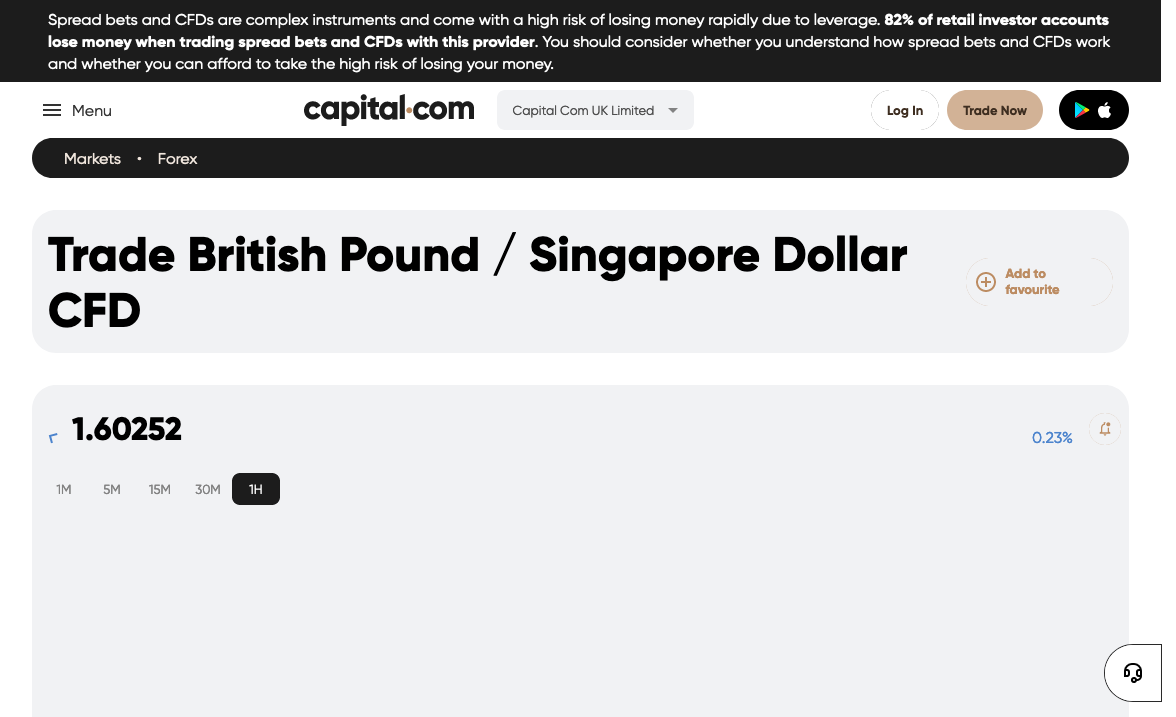 Spread bets and CFDs are complex instruments and come with a high risk of losing money rapidly due to leverage. 82% of retail investor accounts
lose money when trading spread bets and CFDs with this provider. You should consider whether you understand how spread bets and CFDs work
and whether you can afford to take the high risk of losing your money.
Menu
capital.com
Capital Com UK Limited
Log In
Trade Now
Markets • Forex
Trade British Pound / Singapore Dollar
CFD
Add to
favourite
1.60252
0.23%
1M 5M 15M 30M 1H